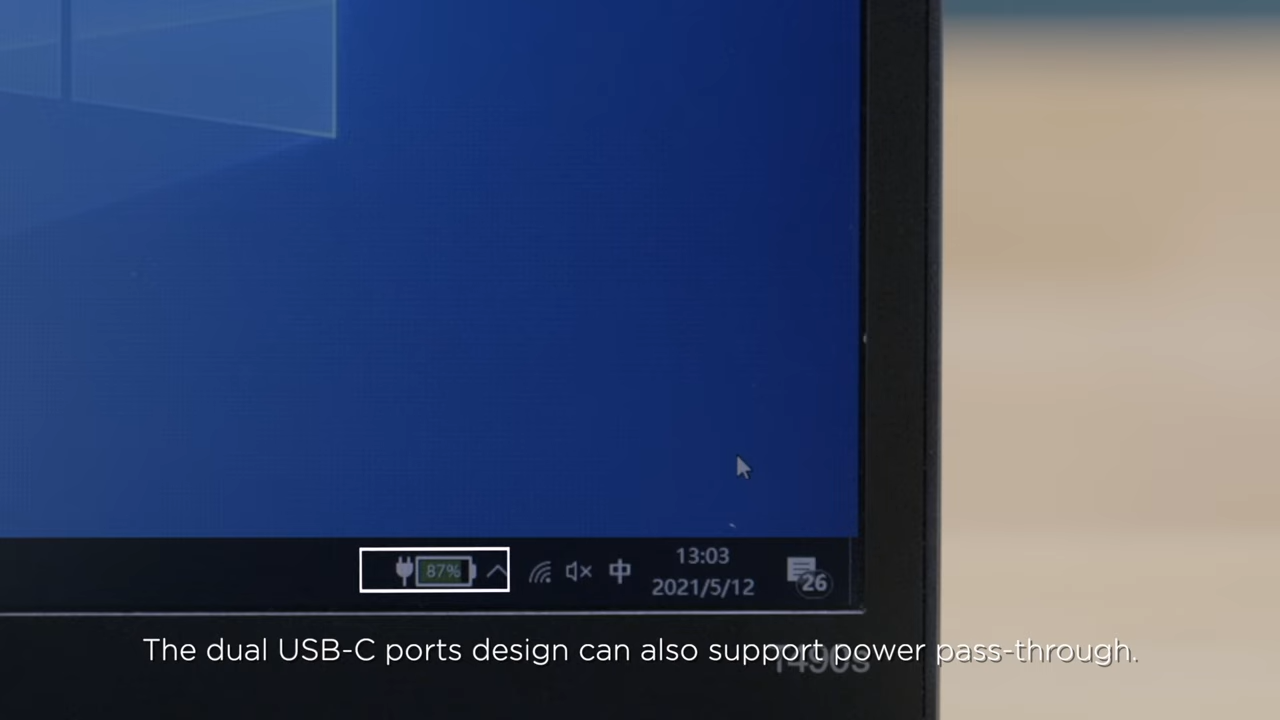 87%
中
13:03
2021/5/12
26
The dual USB-C ports design can also support power pass-through.
T490s